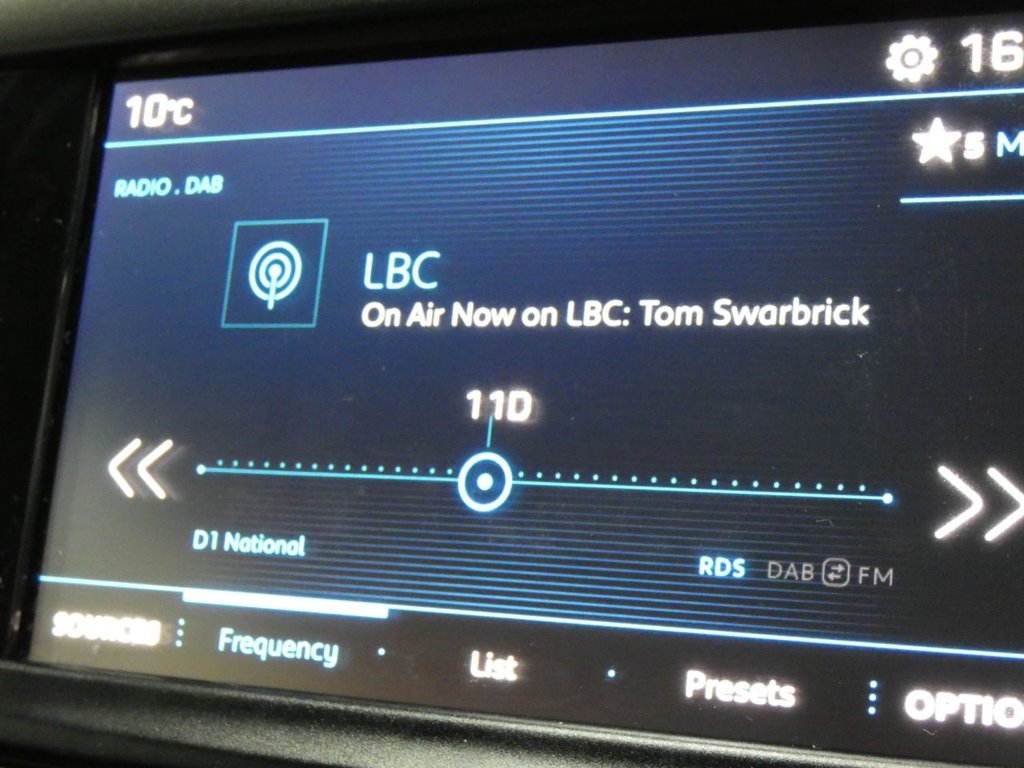 10°C
16
5 M
RADIO . DAB
LBC
On Air Now on LBC: Tom Swarbrick
11D
D1 National
RDS DAB FM
SOURCES Frequency List Presets OPTIO